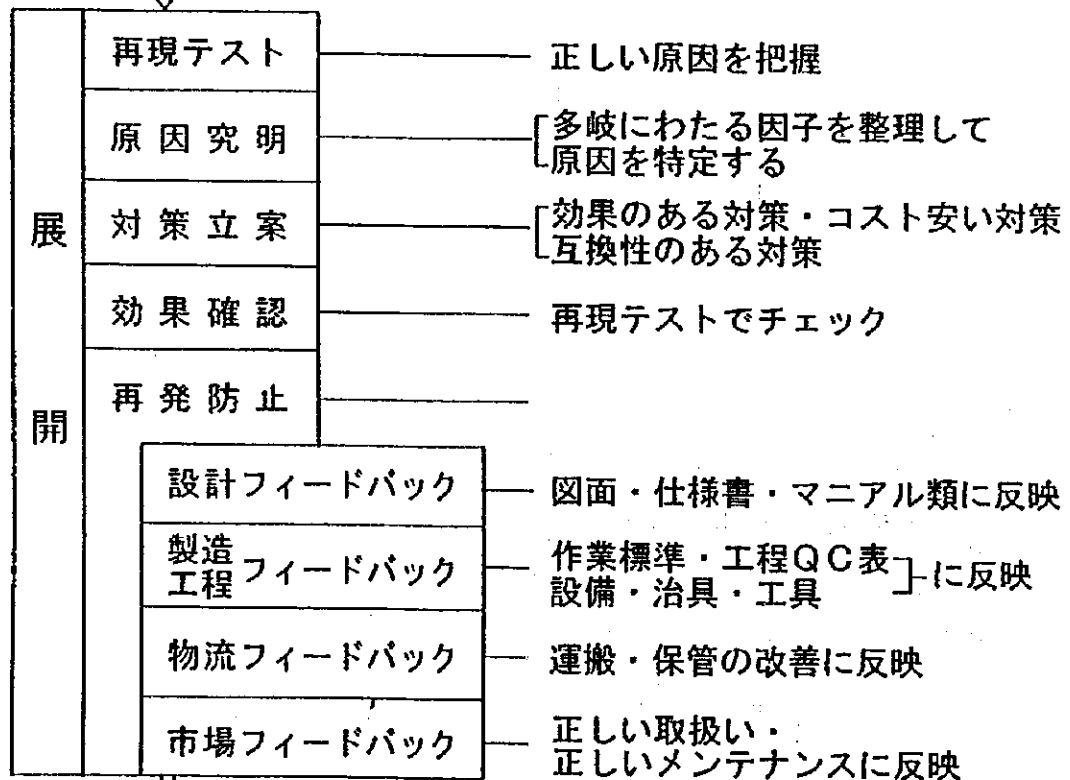 展開
再現テスト
正しい原因を把握
原因究明
多岐にわたる因子を整理して
原因を特定する
対策立案
効果のある対策・コスト安い対策
互換性のある対策
効果確認
再現テストでチェック
再発防止
設計フィードバック
図面・仕様書・マニアル類に反映
製造
工程フィードバック
作業標準・工程QC表
設備・治具・工具
に反映
物流フィードバック
運搬・保管の改善に反映
市場フィードバック
正しい取扱い・
正しいメンテナンスに反映